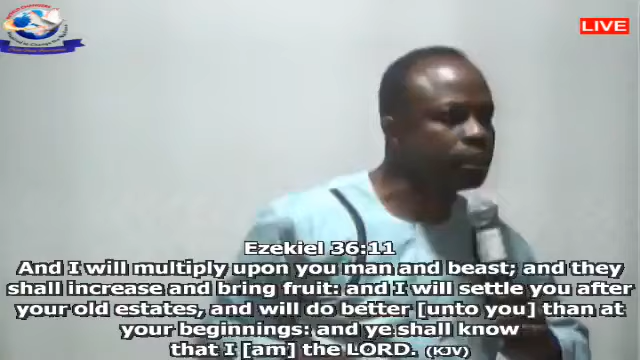 LIVE
Ezekiel 36:11
And I will multiply upon you man and beast; and they
shall increase and bring fruit: and I will settle you after
your old estates, and will do better [unto you] than at
your beginnings: and ye shall know
that I [am] the LORD. (KJV)